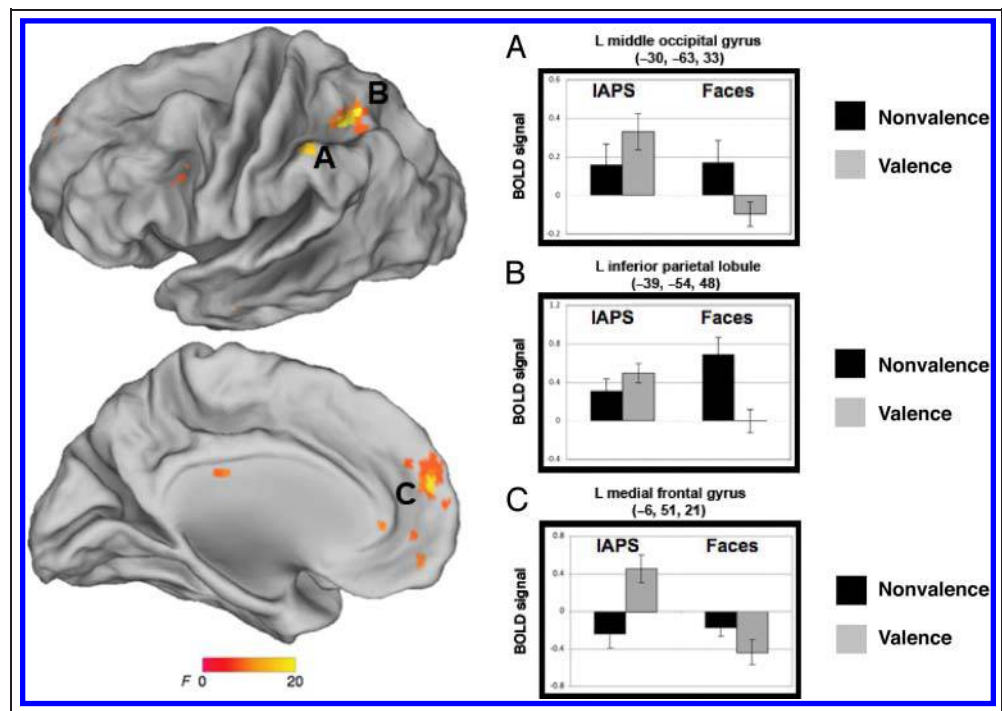 B
A
C
F 0 20
A
L middle occipital gyrus
(−30, −63, 33)
BOLD signal
0.6
0.4
0.2
0
-0.2
IAPS Faces
Nonvalence
Valence
B
L inferior parietal lobule
(−39, −54, 48)
BOLD signal
1.2
0.8
0.4
0
-0.4
IAPS Faces
Nonvalence
Valence
C
L medial frontal gyrus
(−6, 51, 21)
BOLD signal
0.8
0.4
0
-0.4
-0.8
IAPS Faces
Nonvalence
Valence